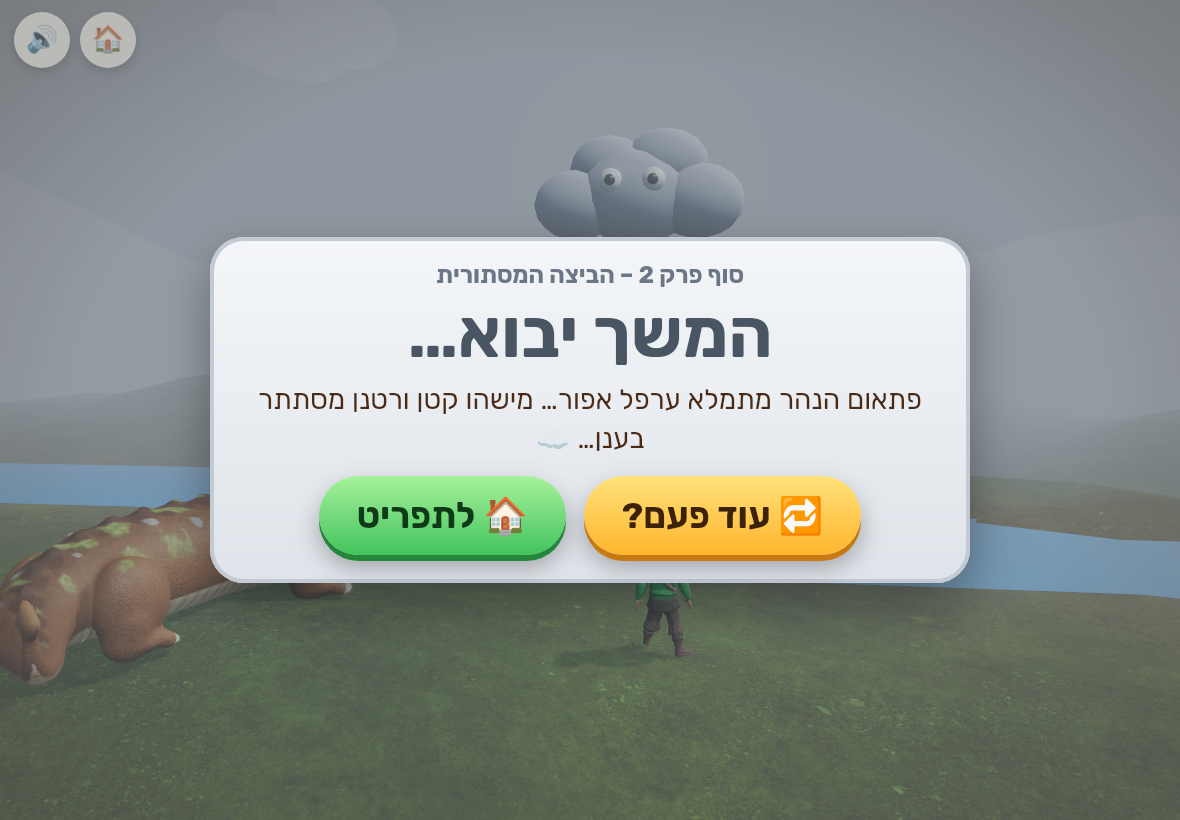 סוף פרק 2 – הביצה המסתורית
המשך יבוא...
פתאום הנהר מתמלא ערפל אפור... מישהו קטן ורטנן מסתתר
בענן... ☁️
🔁 עוד פעם?
🏠 לתפריט